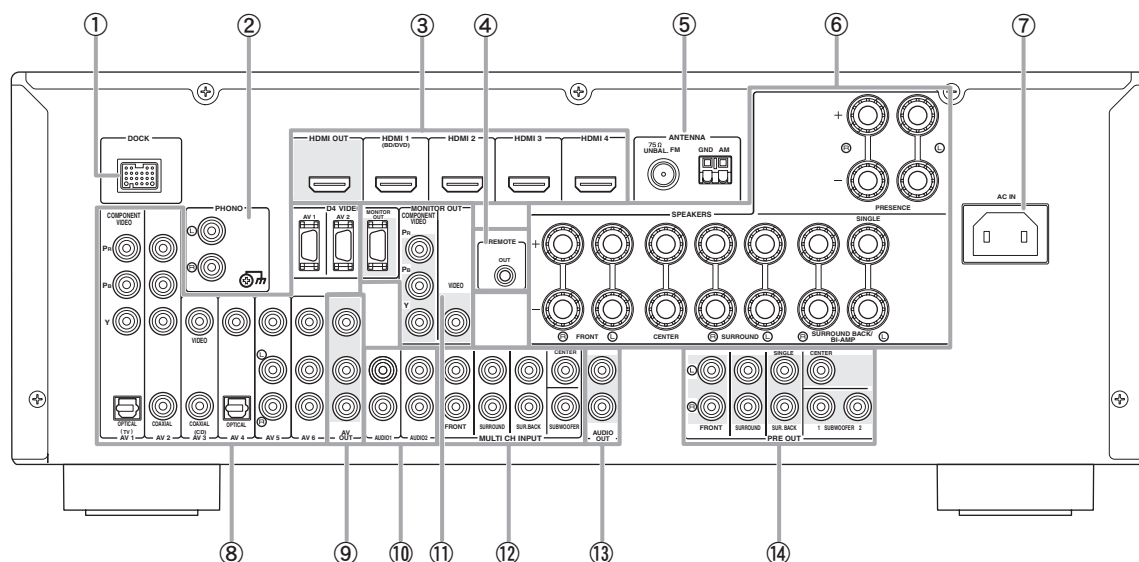 ① ② ③ ④ ⑤ ⑥ ⑦
DOCK
HDMI OUT
HDMI 1
(BD/DVD)
HDMI 2
HDMI 3
HDMI 4
ANTENNA
75Ω
UNBAL. FM
GND AM
+
R L
−
PRESENCE
AC IN
COMPONENT
VIDEO
PR
PB
Y
PHONO
L
R
D4 VIDEO
AV 1
AV 2
MONITOR
OUT
MONITOR OUT
COMPONENT
VIDEO
PR
PB
Y
VIDEO
REMOTE
OUT
SPEAKERS
SINGLE
+
−
R FRONT L
CENTER
R SURROUND L
R SURROUND BACK/
BI-AMP L
VIDEO
L
R
OPTICAL
(TV)
AV 1
COAXIAL
AV 2
COAXIAL
(CD)
AV 3
OPTICAL
AV 4
AV 5
AV 6
AV
OUT
AUDIO1
AUDIO2
CENTER
FRONT
SURROUND
SUR.BACK
SUBWOOFER
MULTI CH INPUT
AUDIO
OUT
L
R
SINGLE
CENTER
FRONT
SURROUND
SUR. BACK
1 SUBWOOFER 2
PRE OUT
⑧ ⑨ ⑩ ⑪ ⑫ ⑬ ⑭